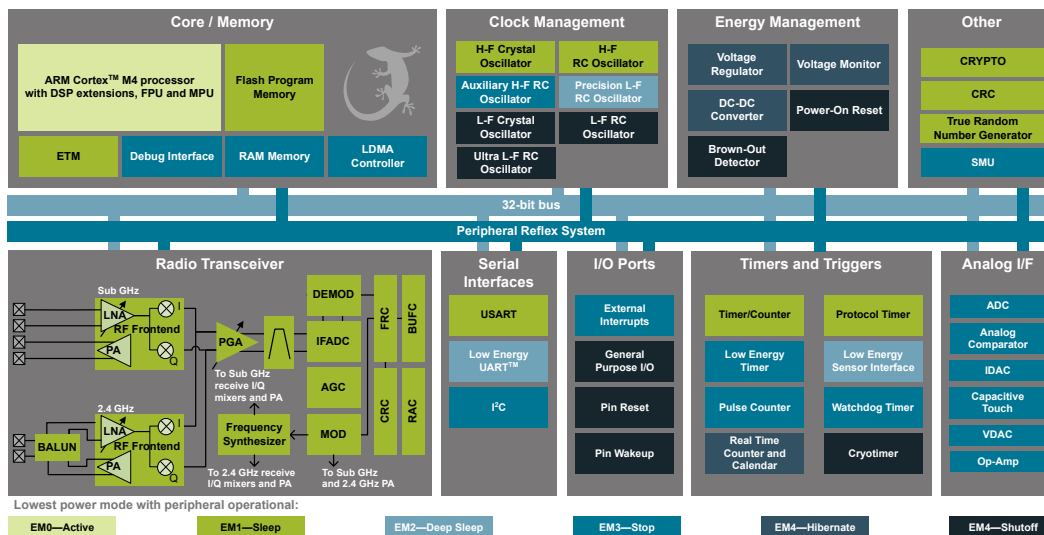 Core / Memory
ARM Cortex™ M4 processor
with DSP extensions, FPU and MPU
Flash Program
Memory
ETM
Debug Interface
RAM Memory
LDMA
Controller
Clock Management
H-F Crystal
Oscillator
H-F
RC Oscillator
Auxiliary H-F RC
Oscillator
Precision L-F
RC Oscillator
L-F Crystal
Oscillator
L-F RC
Oscillator
Ultra L-F RC
Oscillator
Energy Management
Voltage
Regulator
Voltage Monitor
DC-DC
Converter
Power-On Reset
Brown-Out
Detector
Other
CRYPTO
CRC
True Random
Number Generator
SMU
32-bit bus
Peripheral Reflex System
Radio Transceiver
Sub GHz
LNA
RF Frontend
PA
I
Q
PGA
To Sub GHz
receive I/Q
mixers and PA
2.4 GHz
LNA
BALUN
RF Frontend
PA
I
Q
Frequency
Synthesizer
To 2.4 GHz receive
I/Q mixers and PA
DEMOD
IFADC
AGC
MOD
To Sub GHz
and 2.4 GHz PA
FRC
BUFC
CRC
RAC
Serial
Interfaces
USART
Low Energy
UART™
I²C
I/O Ports
External
Interrupts
General
Purpose I/O
Pin Reset
Pin Wakeup
Timers and Triggers
Timer/Counter
Protocol Timer
Low Energy
Timer
Low Energy
Sensor Interface
Pulse Counter
Watchdog Timer
Real Time
Counter and
Calendar
Cryotimer
Analog I/F
ADC
Analog
Comparator
IDAC
Capacitive
Touch
VDAC
Op-Amp
Lowest power mode with peripheral operational:
EM0—Active
EM1—Sleep
EM2—Deep Sleep
EM3—Stop
EM4—Hibernate
EM4—Shutoff